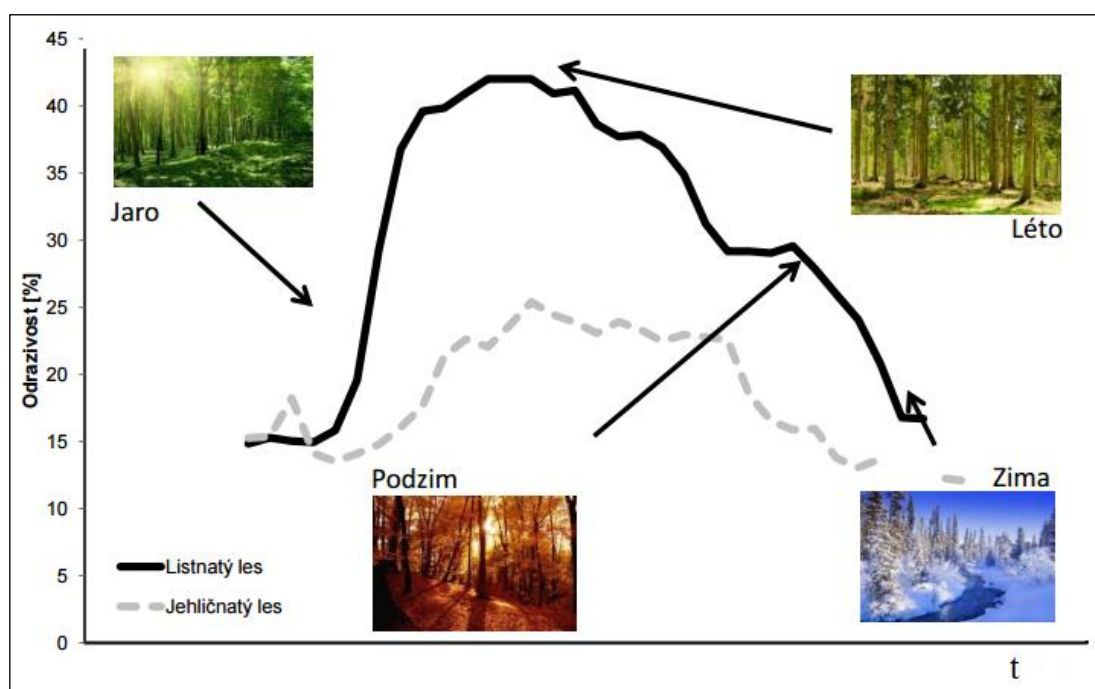 45
40
35
30
25
20
15
10
5
0
Odrazivost [%]
Jaro
Léto
Podzim
Zima
Listnatý les
Jehličnatý les
t